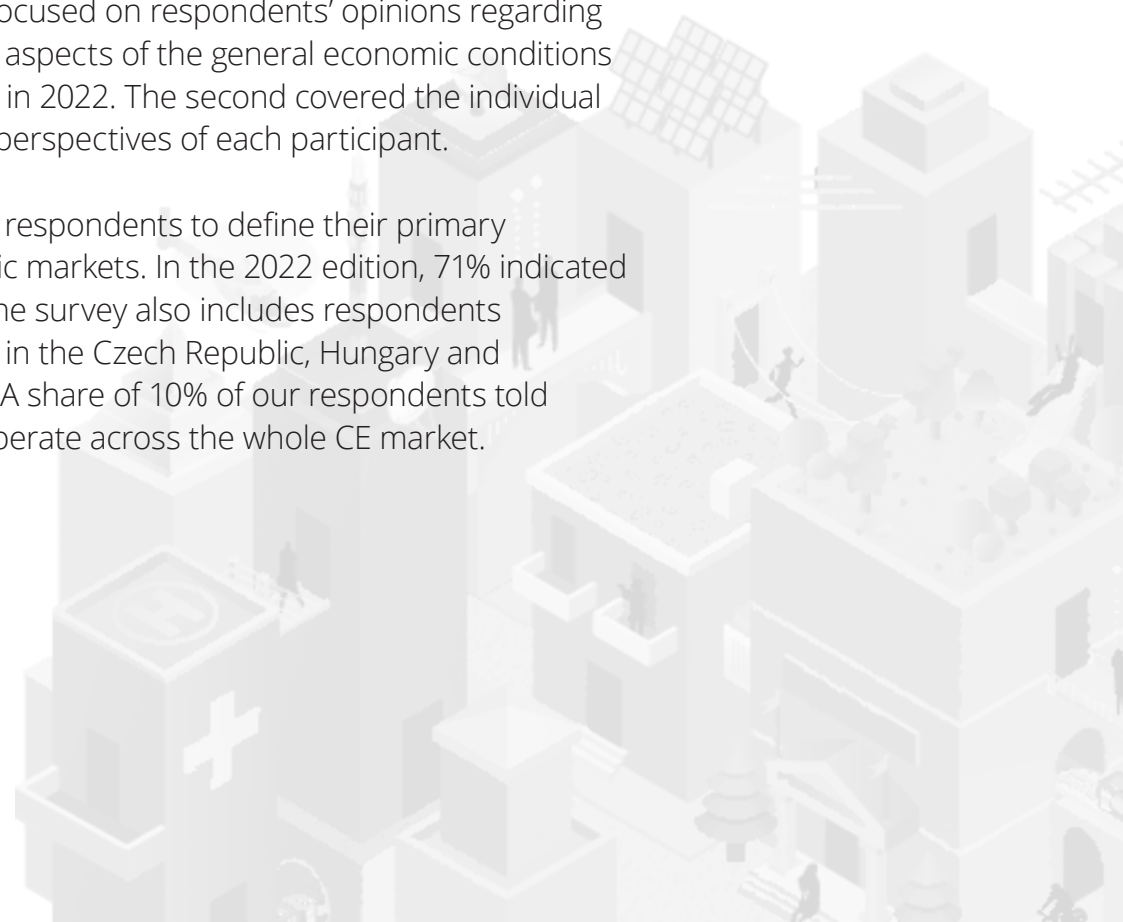 ocused on respondents’ opinions regarding
aspects of the general economic conditions
in 2022. The second covered the individual
perspectives of each participant.
respondents to define their primary
ic markets. In the 2022 edition, 71% indicated
he survey also includes respondents
in the Czech Republic, Hungary and
A share of 10% of our respondents told
perate across the whole CE market.